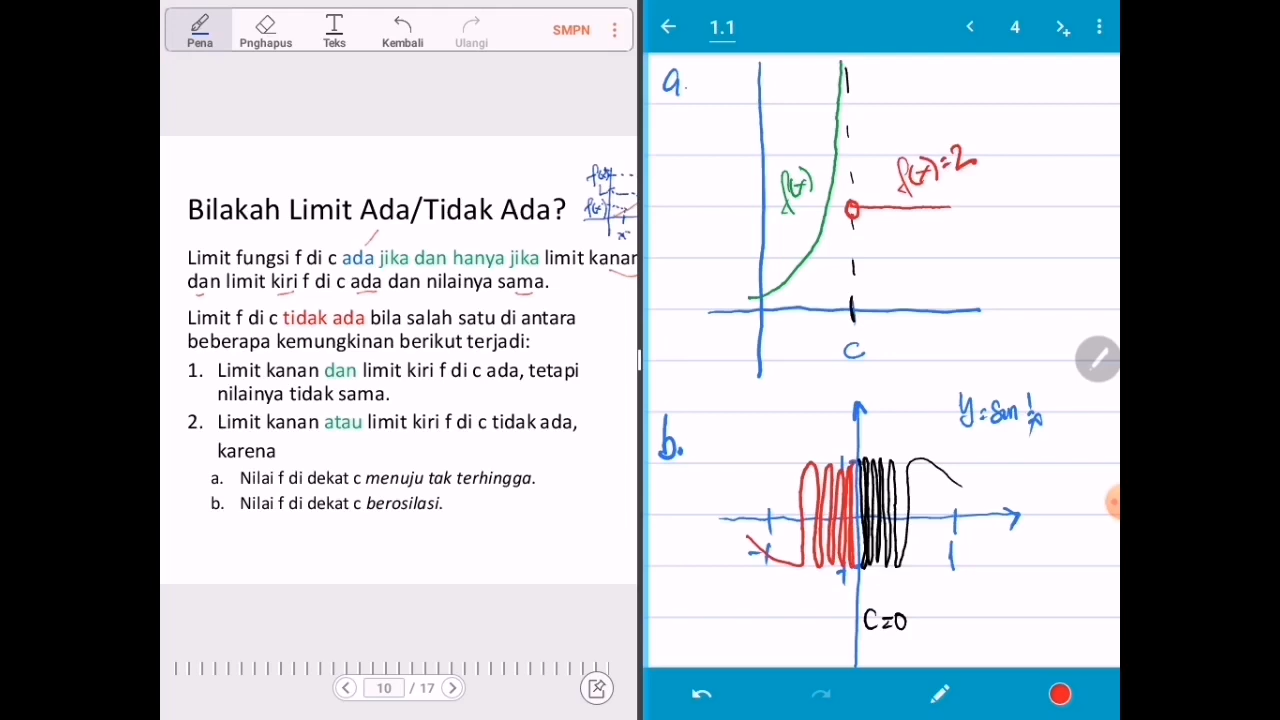 Pena
Pnghapus
Teks
Kembali
Ulangi
SMPN
1.1
4
Bilakah Limit Ada/Tidak Ada?
Limit fungsi f di c ada jika dan hanya jika limit kanan
dan limit kiri f di c ada dan nilainya sama.
Limit f di c tidak ada bila salah satu di antara
beberapa kemungkinan berikut terjadi:
1. Limit kanan dan limit kiri f di c ada, tetapi
nilainya tidak sama.
2. Limit kanan atau limit kiri f di c tidak ada,
karena
a. Nilai f di dekat c menuju tak terhingga.
b. Nilai f di dekat c berosilasi.
10 / 17
a.
f(x)
f(x)=2
c
b.
y = sin 1/x
-1
1
C=0